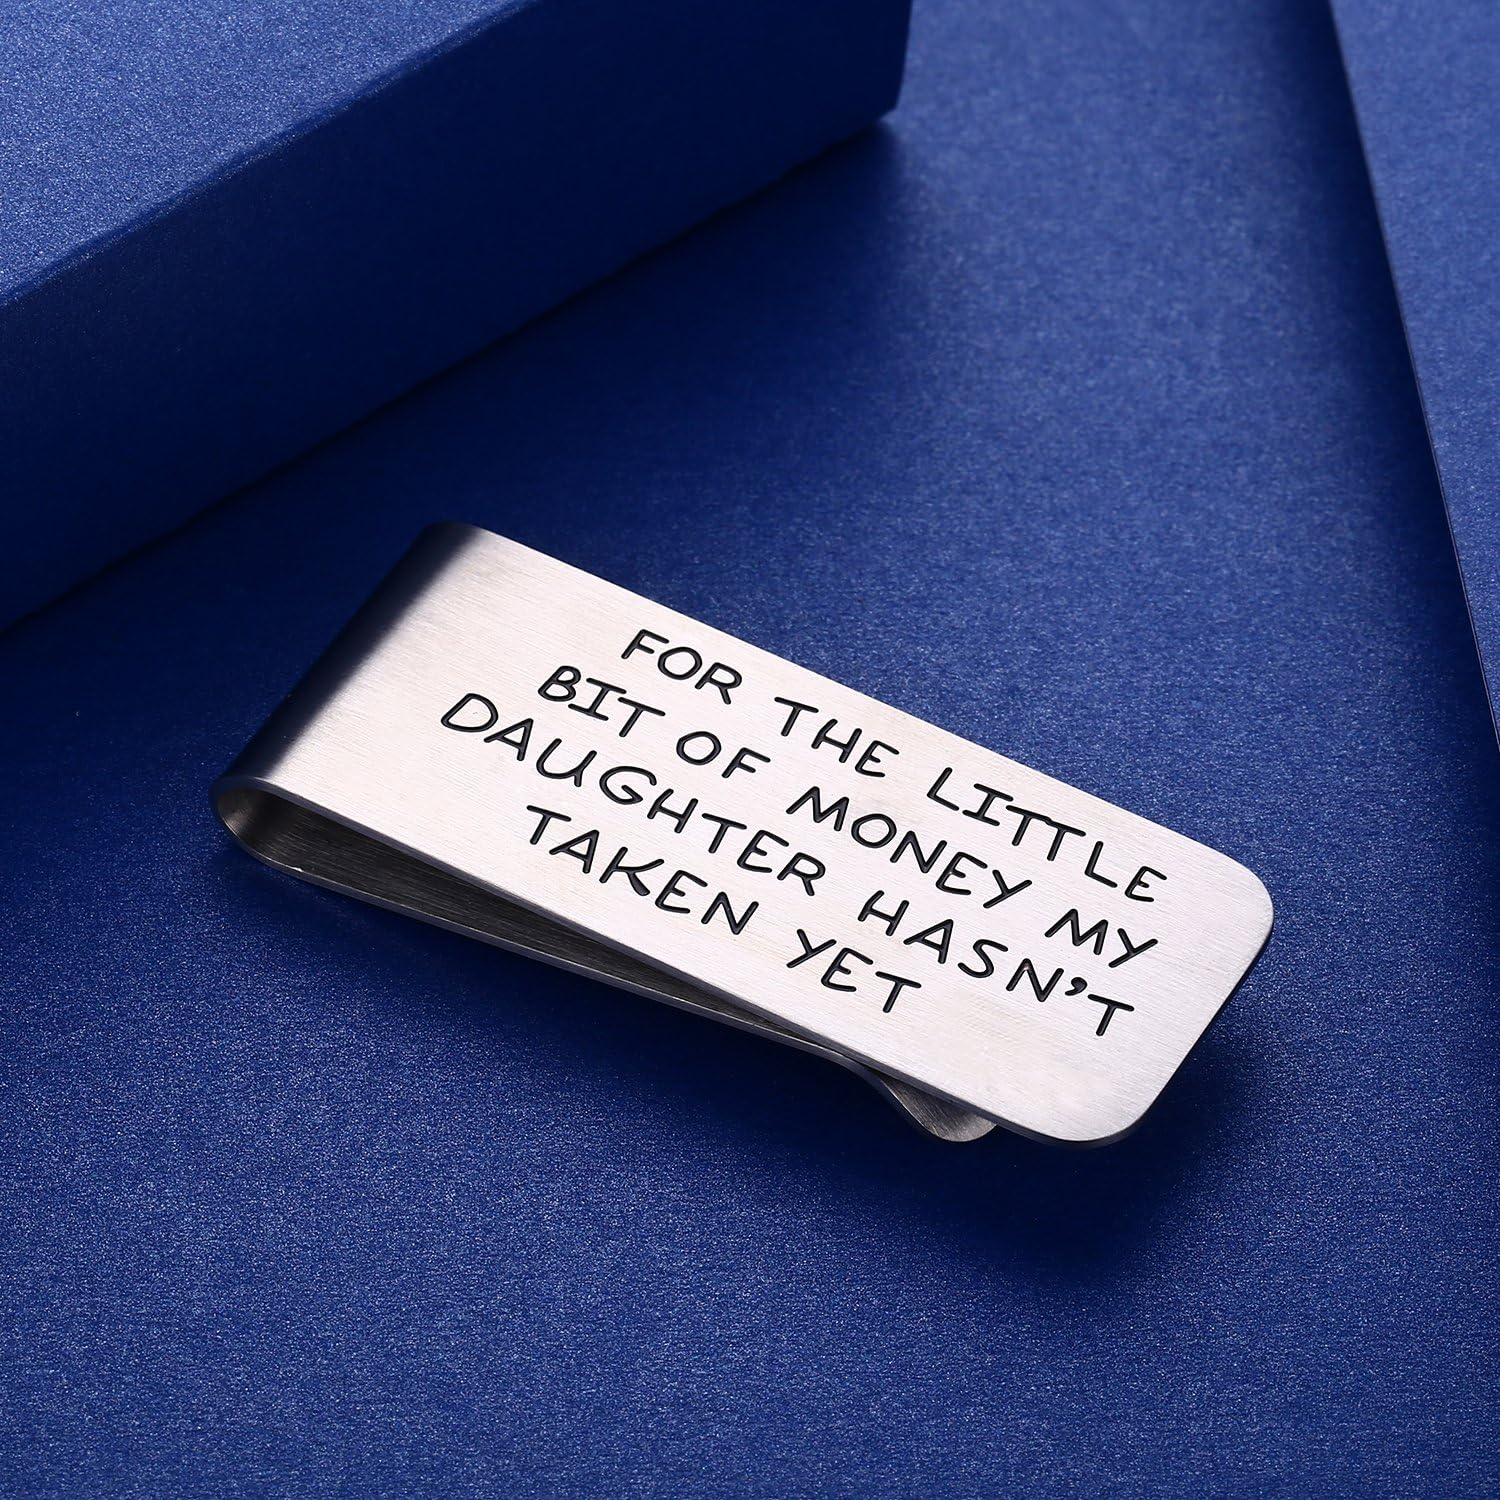 FOR THE LITTLE
BIT OF MONEY MY
DAUGHTER HASN'T
TAKEN YET